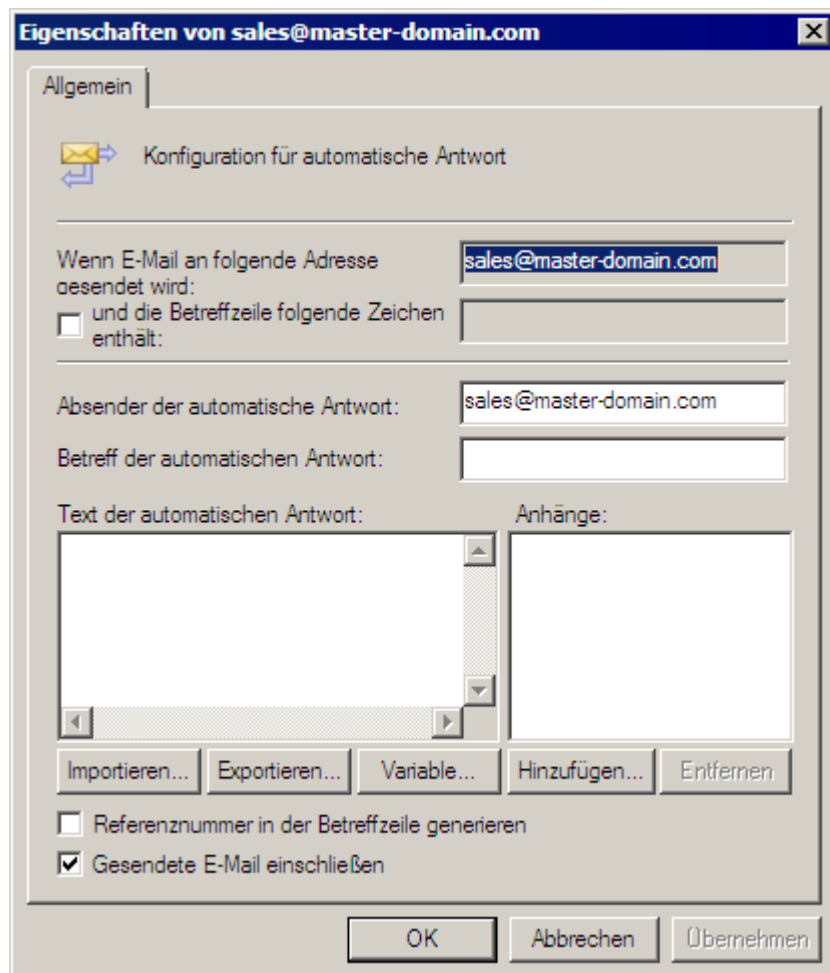 Eigenschaften von sales@master-domain.com
Allgemein
Konfiguration für automatische Antwort
Wenn E-Mail an folgende Adresse
gesendet wird:
sales@master-domain.com
und die Betreffzeile folgende Zeichen
enthält:
Absender der automatische Antwort:
sales@master-domain.com
Betreff der automatischen Antwort:
Text der automatischen Antwort:
Anhänge:
Importieren... Exportieren... Variable... Hinzufügen... Entfernen
Referenznummer in der Betreffzeile generieren
Gesendete E-Mail einschließen
OK Abbrechen Übernehmen